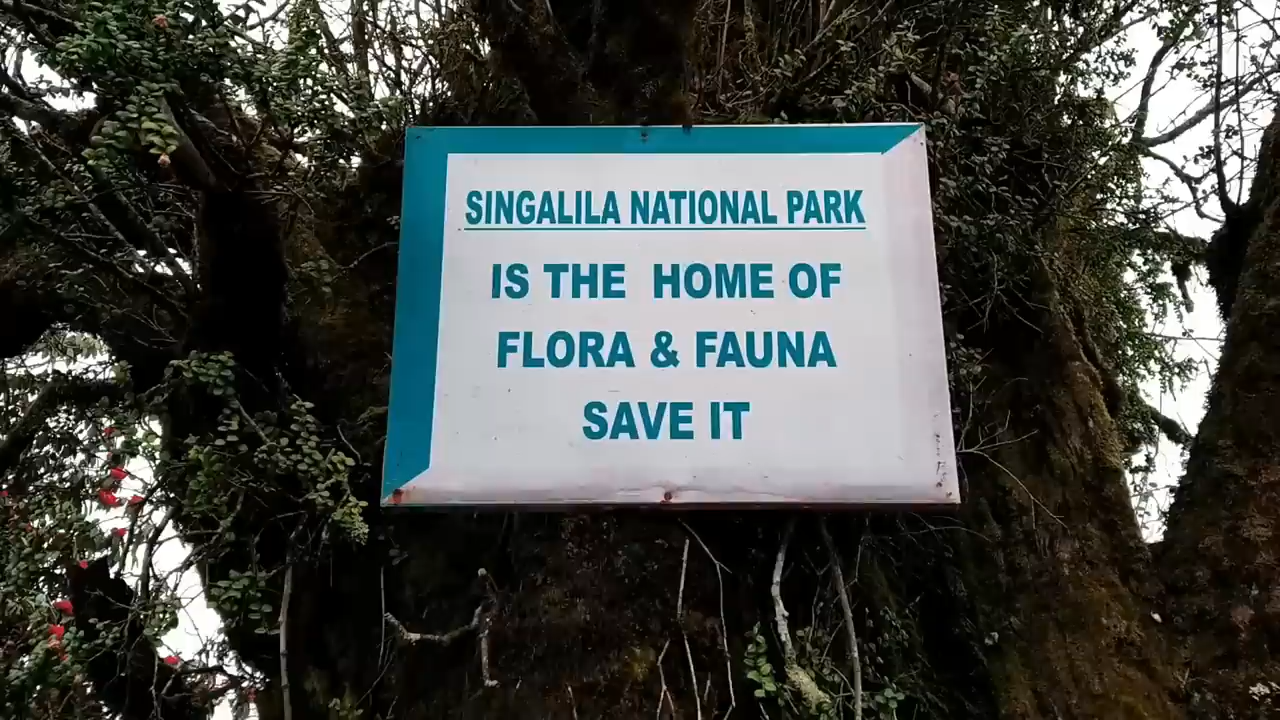 SINGALILA NATIONAL PARK
IS THE HOME OF
FLORA & FAUNA
SAVE IT